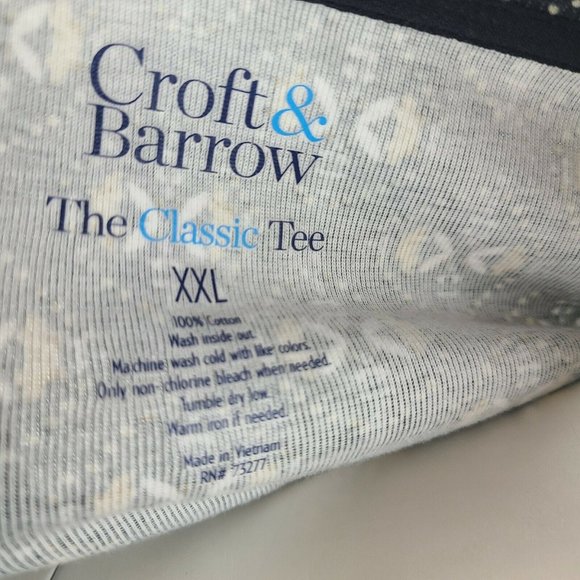 Croft &
Barrow
The Classic Tee
XXL
100% Cotton
Wash inside out.
Machine wash cold with like colors.
Only non-chlorine bleach when needed.
Tumble dry low.
Warm iron if needed.
Made in Vietnam
RN# 73277